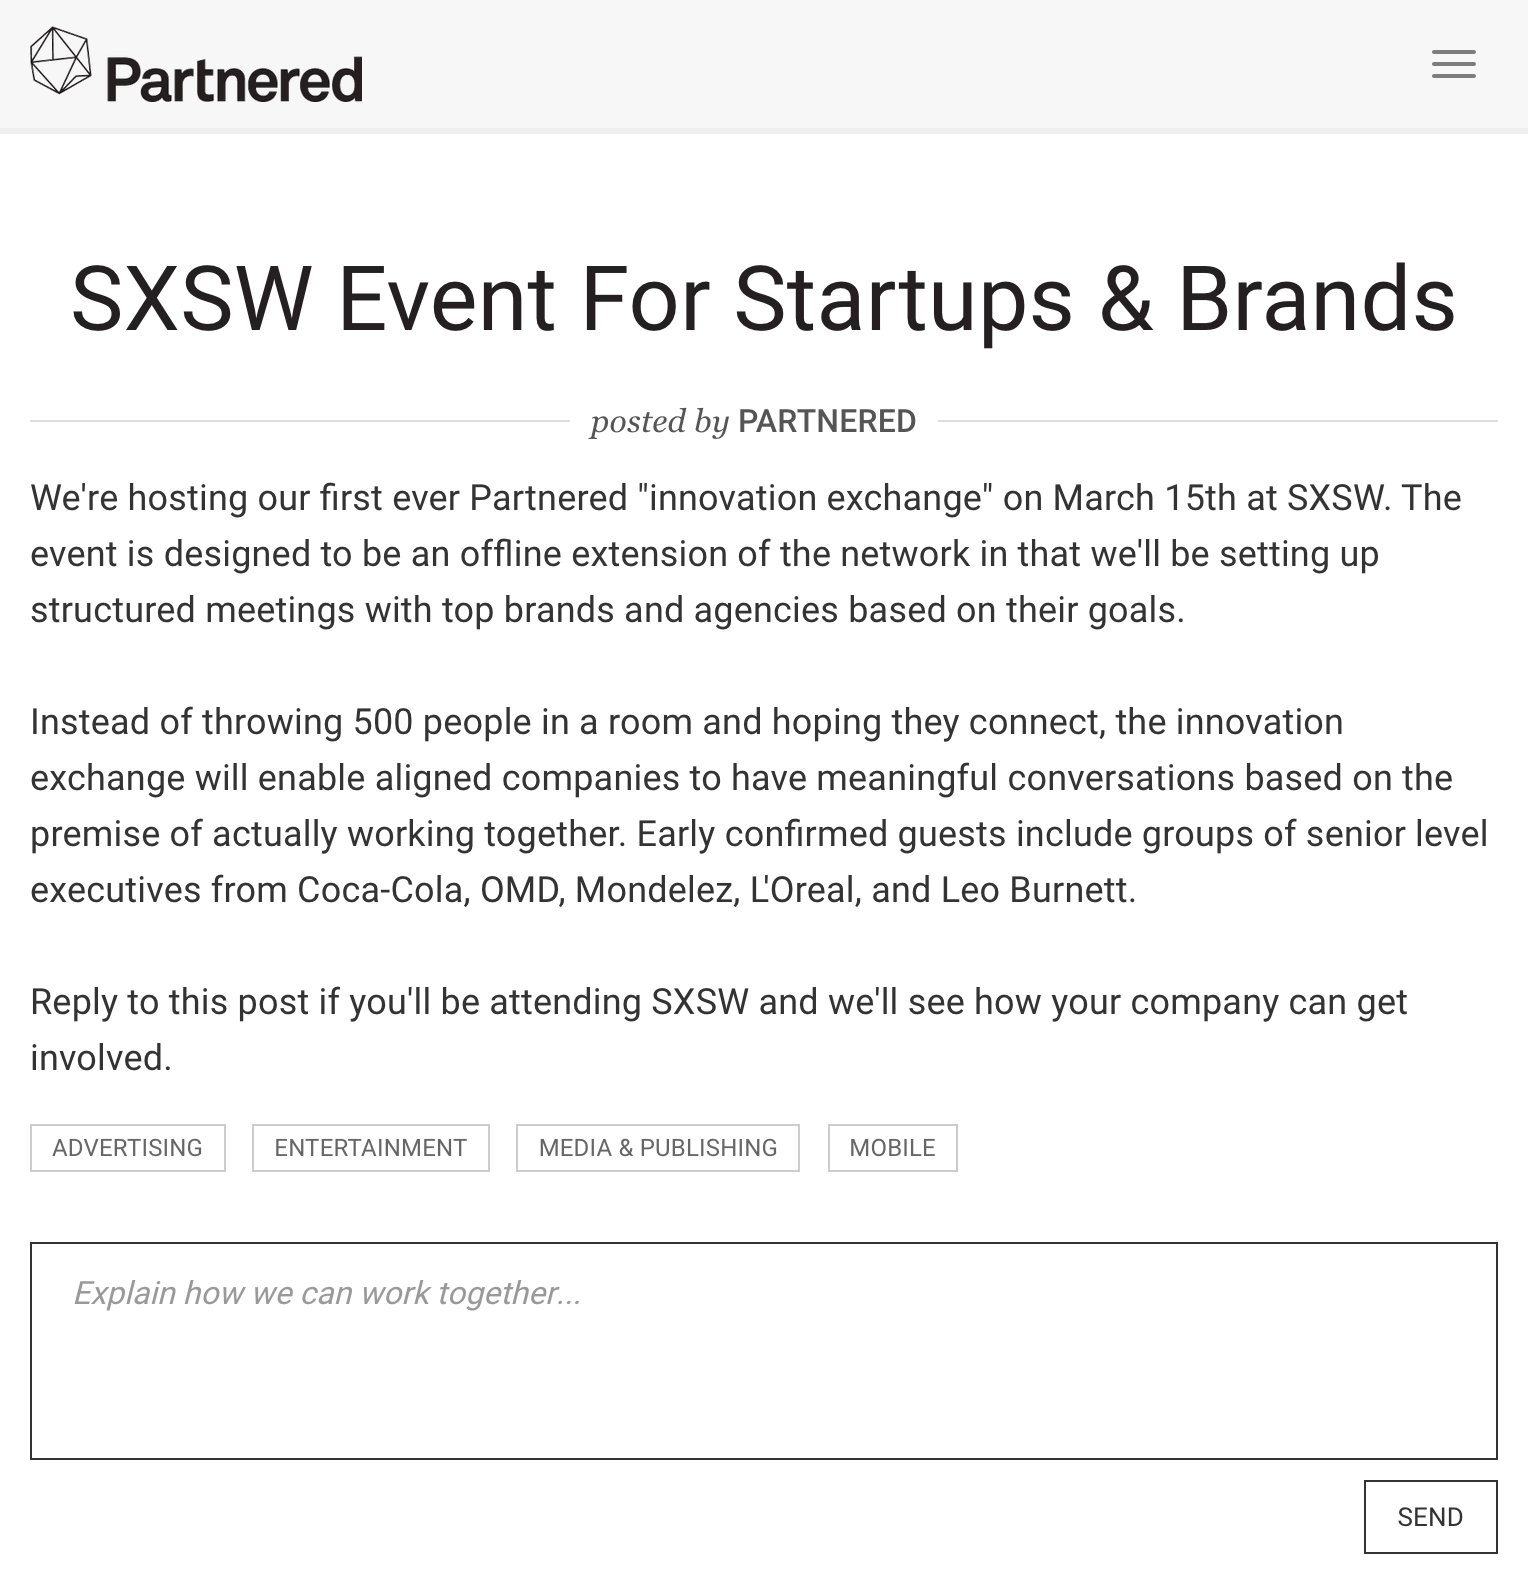 Partnered
SXSW Event For Startups & Brands
posted by PARTNERED
We're hosting our first ever Partnered "innovation exchange" on March 15th at SXSW. The
event is designed to be an offline extension of the network in that we'll be setting up
structured meetings with top brands and agencies based on their goals.
Instead of throwing 500 people in a room and hoping they connect, the innovation
exchange will enable aligned companies to have meaningful conversations based on the
premise of actually working together. Early confirmed guests include groups of senior level
executives from Coca-Cola, OMD, Mondelez, L'Oreal, and Leo Burnett.
Reply to this post if you'll be attending SXSW and we'll see how your company can get
involved.
ADVERTISING ENTERTAINMENT MEDIA & PUBLISHING MOBILE
Explain how we can work together...
SEND